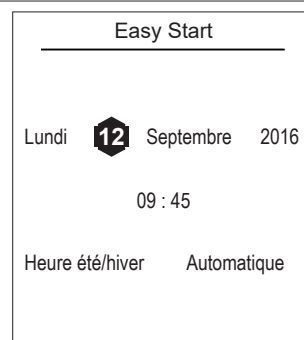 Easy Start
Lundi 12 Septembre 2016
09 : 45
Heure été/hiver Automatique